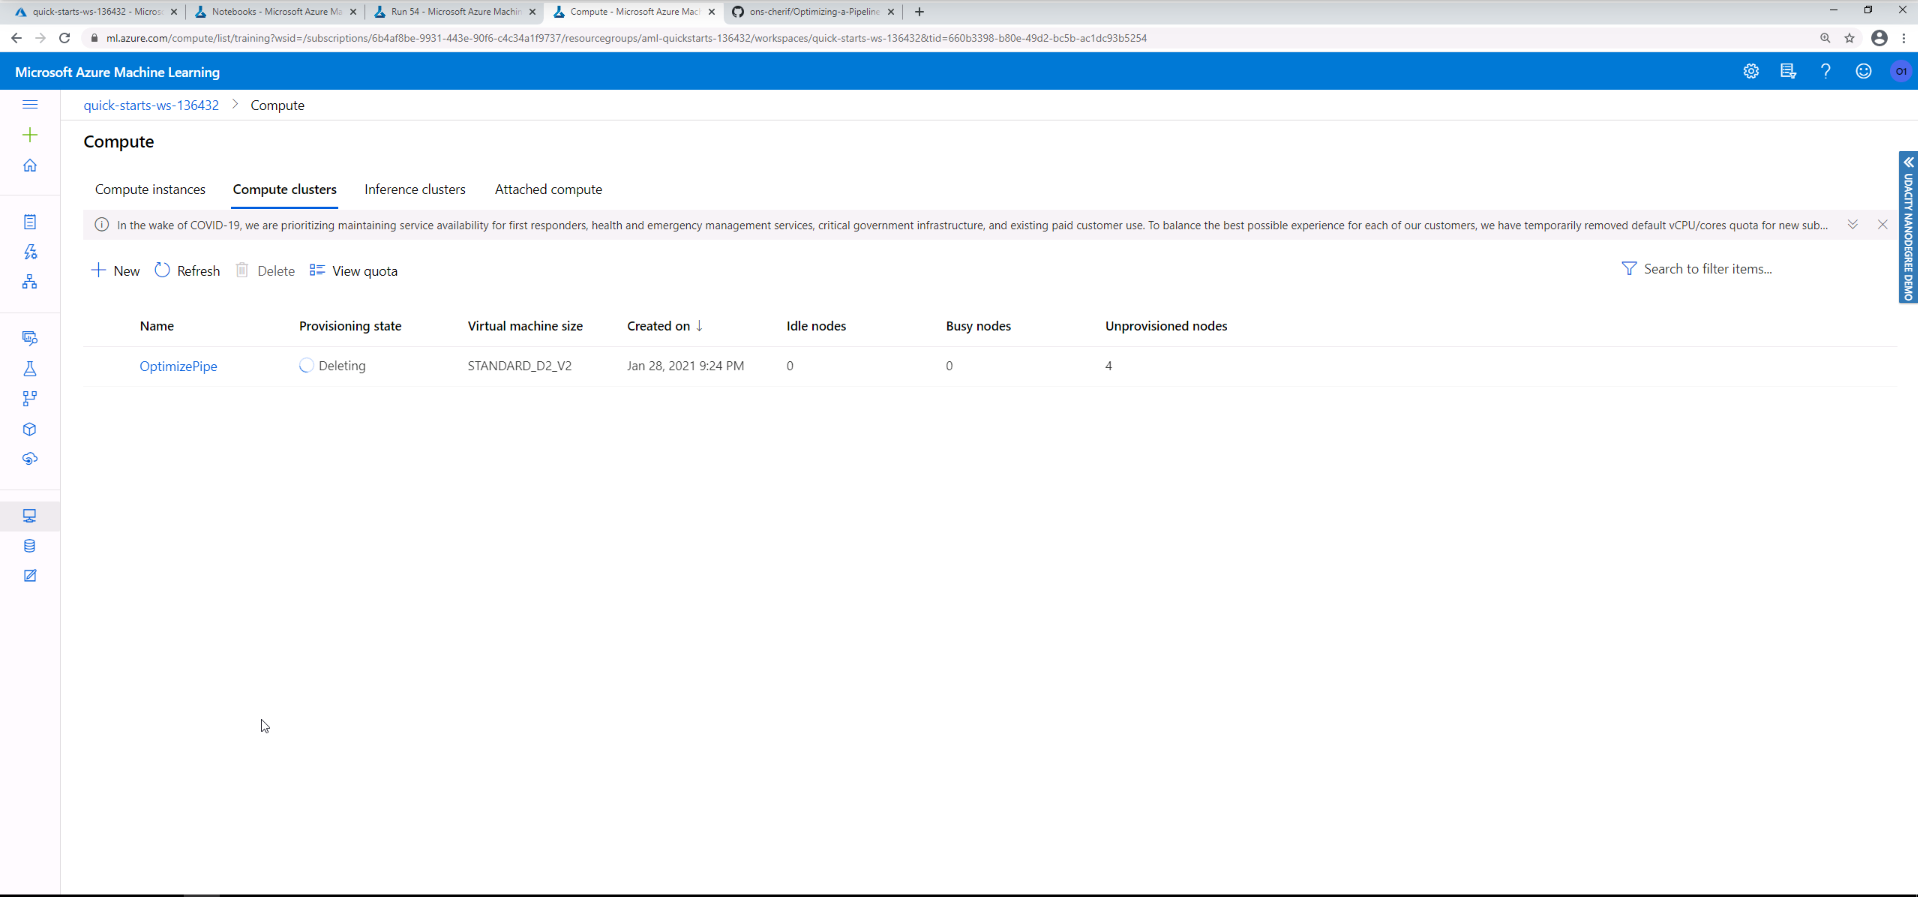 quick-starts-ws-136432 - Micros
Notebooks - Microsoft Azure Ma
Run 54 - Microsoft Azure Machin
Compute - Microsoft Azure Mac
ons-cherif/Optimizing-a-Pipeline
ml.azure.com/compute/list/training?wsid=/subscriptions/6b4af8be-9931-443e-90f6-c4c34a1f9737/resourcegroups/aml-quickstarts-136432/workspaces/quick-starts-ws-136432&tid=660b3398-b80e-49d2-bc5b-ac1dc93b5254
Microsoft Azure Machine Learning
O1
quick-starts-ws-136432 > Compute
Compute
Compute instances
Compute clusters
Inference clusters
Attached compute
In the wake of COVID-19, we are prioritizing maintaining service availability for first responders, health and emergency management services, critical government infrastructure, and existing paid customer use. To balance the best possible experience for each of our customers, we have temporarily removed default vCPU/cores quota for new sub...
New
Refresh
Delete
View quota
Search to filter items...
UDACITY NANODEGREE DEMO
Name Provisioning state Virtual machine size Created on ↓ Idle nodes Busy nodes Unprovisioned nodes
OptimizePipe Deleting STANDARD_D2_V2 Jan 28, 2021 9:24 PM 0 0 4